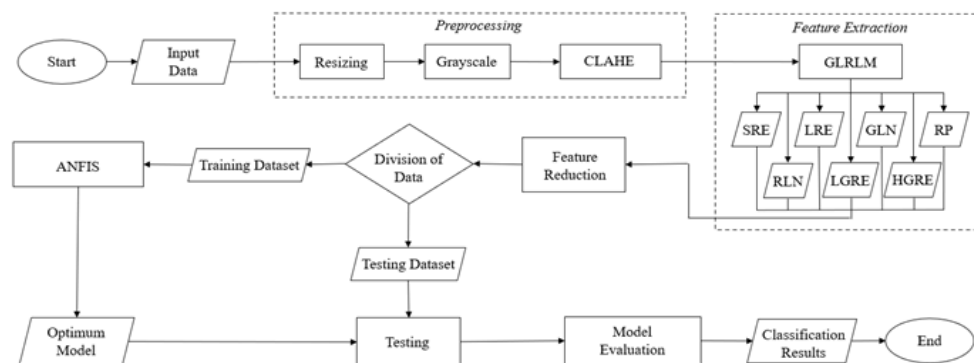 Preprocessing
Feature Extraction
Start
Input
Data
Resizing
Grayscale
CLAHE
GLRLM
SRE
LRE
GLN
RP
RLN
LGRE
HGRE
ANFIS
Training Dataset
Division of
Data
Feature
Reduction
Testing Dataset
Optimum
Model
Testing
Model
Evaluation
Classification
Results
End